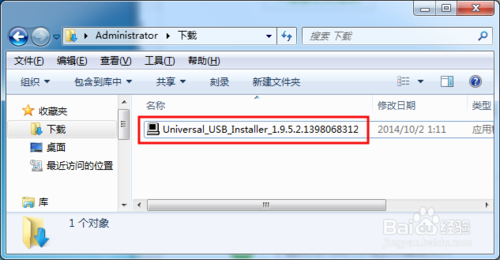 Administrator ▸ 下载
搜索 下载
文件(F) 编辑(E) 查看(V) 工具(T) 帮助(H)
组织 包含到库中 共享 刻录 新建文件夹
收藏夹
下载
桌面
最近访问的位置
库
名称 修改日期 类型
Universal_USB_Installer_1.9.5.2.1398068312 2014/10/2 1:11
1 个对象
Baidu 经验
jingyan.baidu.com